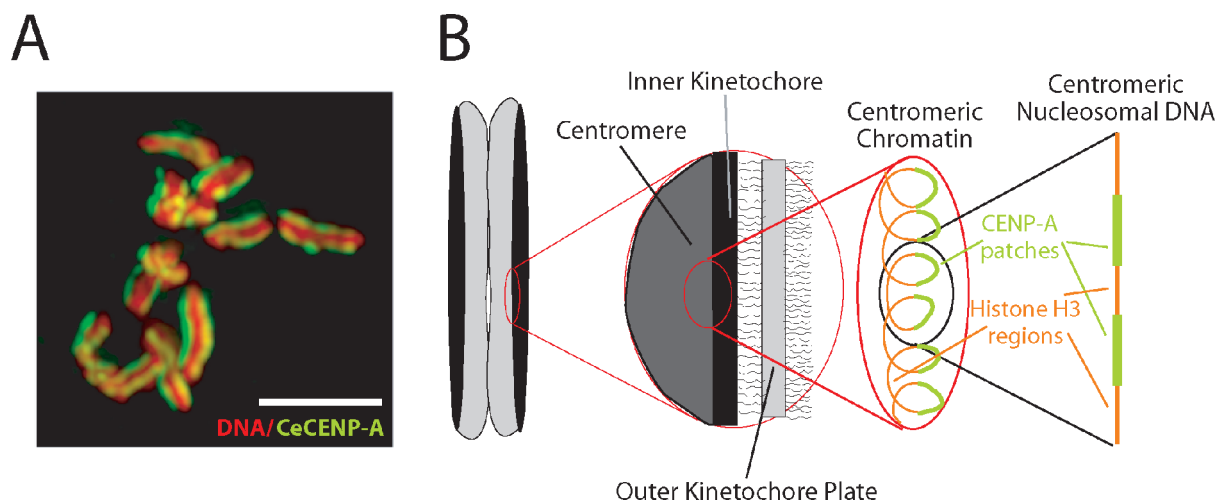 A
DNA/CeCENP-A
B
Inner Kinetochore
Centromere
Centromeric
Chromatin
Centromeric
Nucleosomal DNA
CENP-A
patches
Histone H3
regions
Outer Kinetochore Plate